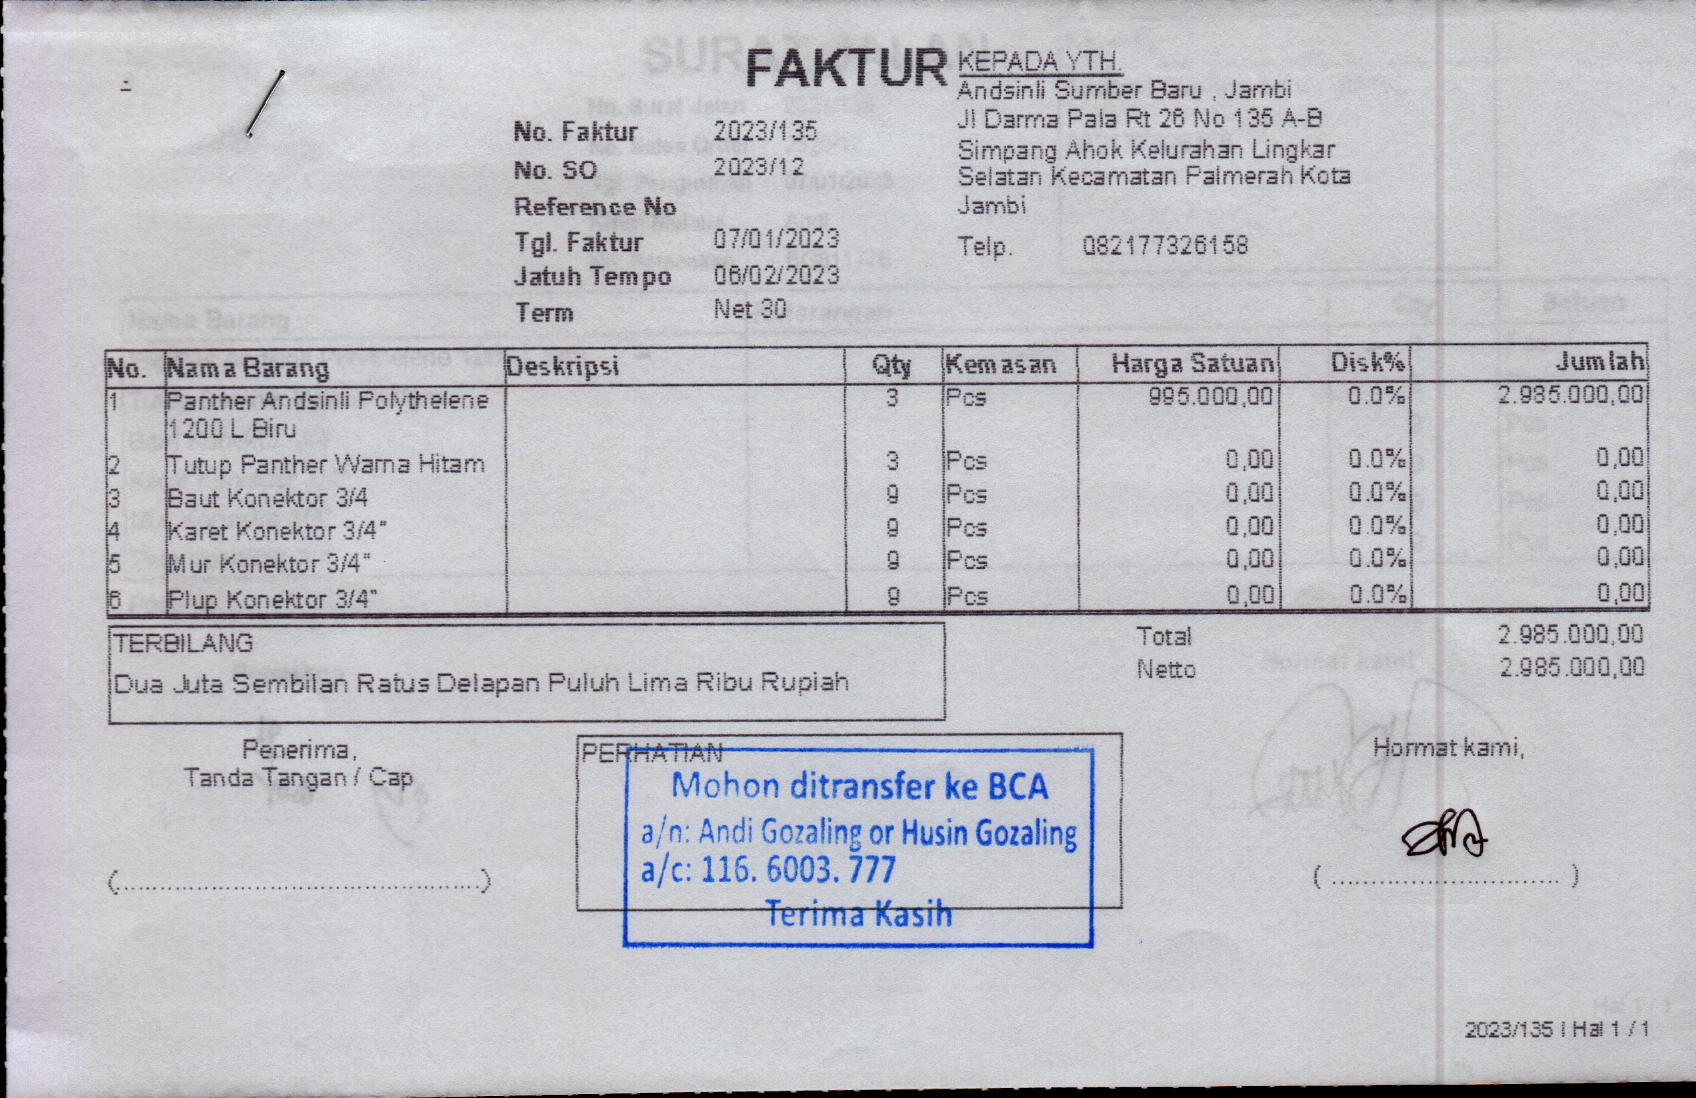 FAKTUR
KEPADA YTH.
Andsinli Sumber Baru , Jambi
Jl Darma Pala Rt 26 No 135 A-B
Simpang Ahok Kelurahan Lingkar
Selatan Kecamatan Palmerah Kota
Jambi
Telp. 082177326158
No. Faktur 2023/135
No. SO 2023/12
Reference No
Tgl. Faktur 07/01/2023
Jatuh Tempo 06/02/2023
Term Net 30
No. Nama Barang Deskripsi Qty Kemasan Harga Satuan Disk% Jumlah
1 Panther Andsinli Polythelene 3 Pcs 995.000,00 0.0% 2.985.000,00
1200 L Biru
2 Tutup Panther Warna Hitam 3 Pcs 0,00 0.0% 0,00
3 Baut Konektor 3/4 9 Pcs 0,00 0.0% 0,00
4 Karet Konektor 3/4" 9 Pcs 0,00 0.0% 0,00
5 Mur Konektor 3/4" 9 Pcs 0,00 0.0% 0,00
6 Plup Konektor 3/4" 9 Pcs 0,00 0.0% 0,00
TERBILANG
Dua Juta Sembilan Ratus Delapan Puluh Lima Ribu Rupiah
Total 2.985.000,00
Netto 2.985.000,00
Penerima,
Tanda Tangan / Cap
(..............................................)
PERHATIAN
Mohon ditransfer ke BCA
a/n: Andi Gozaling or Husin Gozaling
a/c: 116. 6003. 777
Terima Kasih
Hormat kami,
( ............................ )
2023/135 | Hal 1 / 1